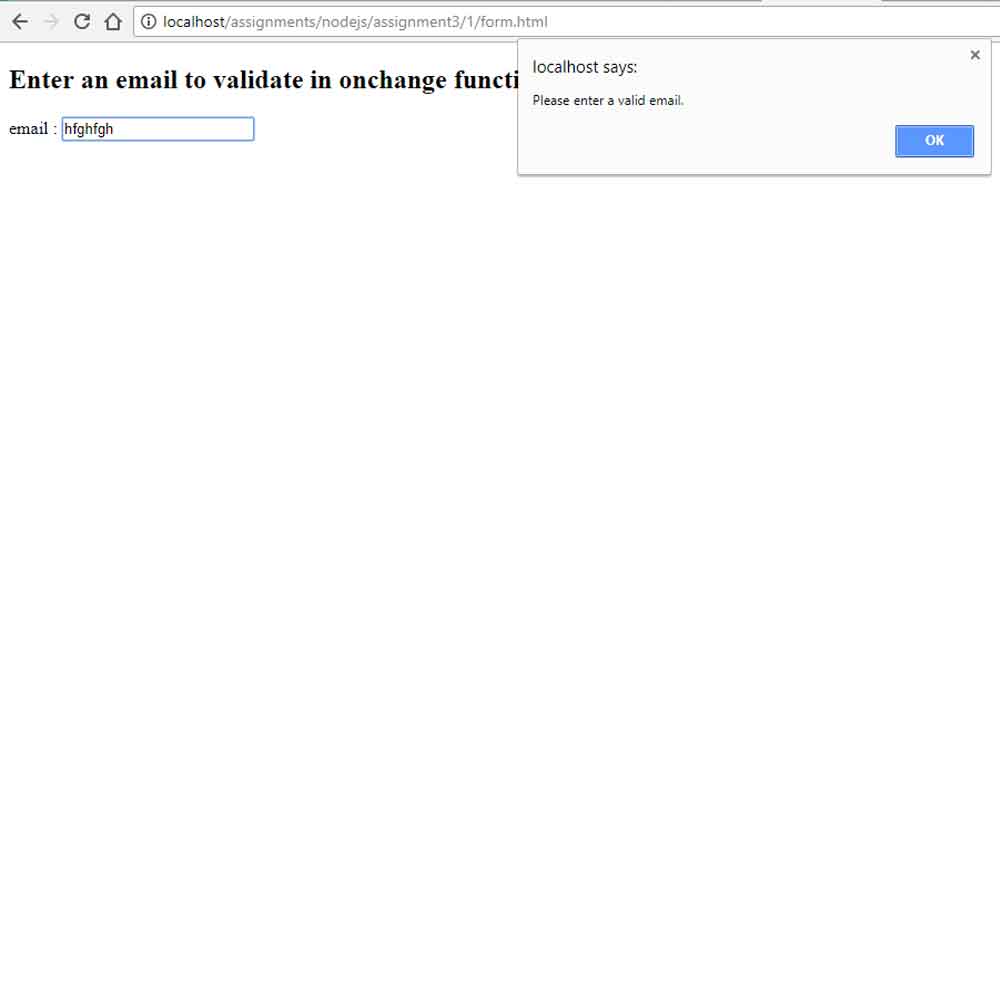 localhost/assignments/nodejs/assignment3/1/form.html
Enter an email to validate in onchange functi
email : hfghfgh
localhost says:
Please enter a valid email.
OK